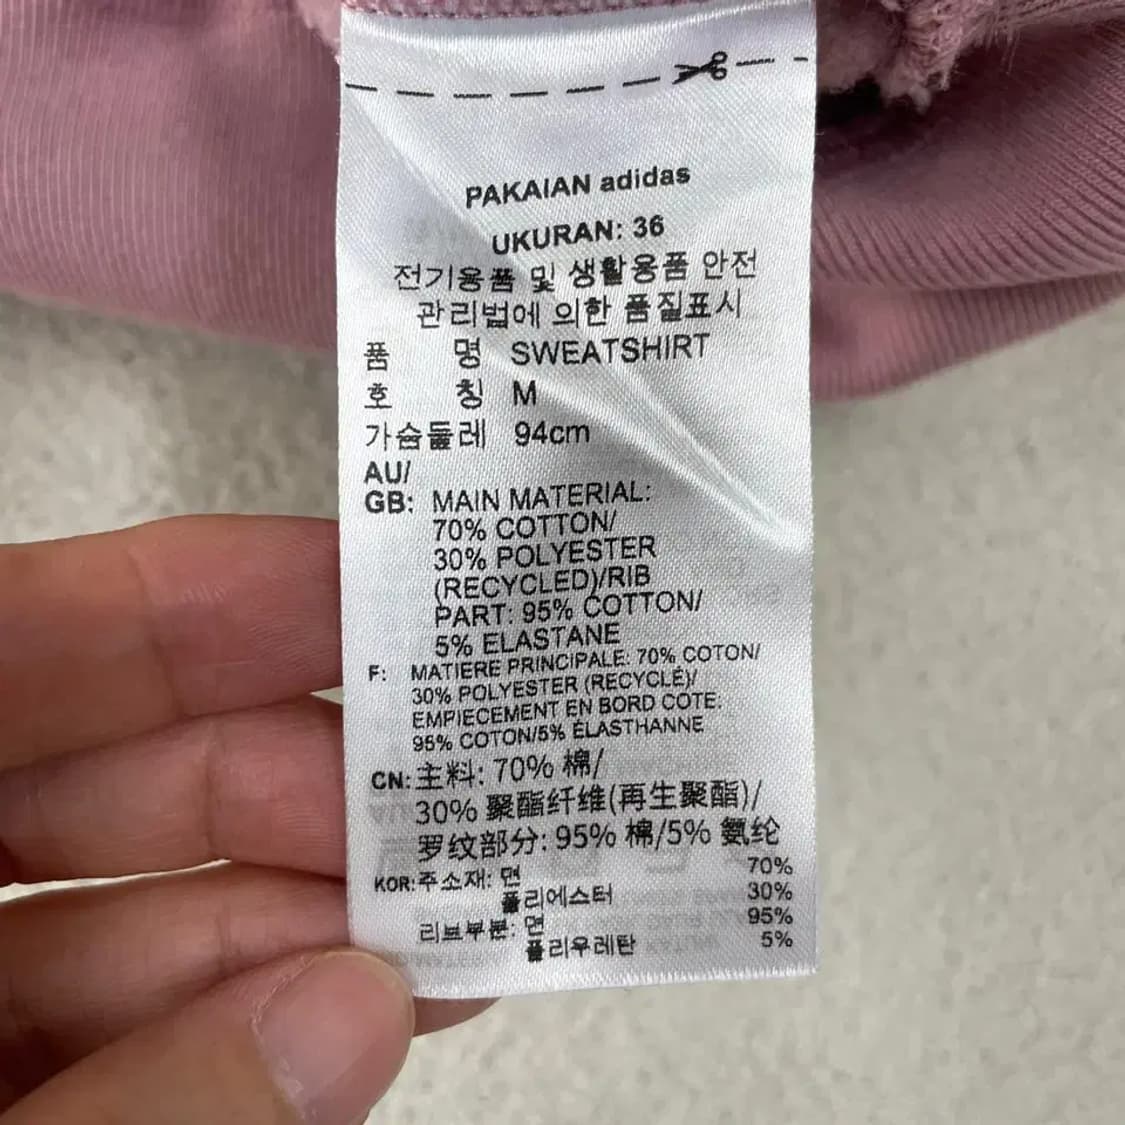 PAKAIAN adidas
UKURAN: 36
전기용품 및 생활용품 안전
관리법에 의한 품질표시
품 명 SWEATSHIRT
호 칭 M
가슴둘레 94cm
AU/
GB: MAIN MATERIAL:
70% COTTON/
30% POLYESTER
(RECYCLED)/RIB
PART: 95% COTTON/
5% ELASTANE
F: MATIERE PRINCIPALE: 70% COTON/
30% POLYESTER (RECYCLÉ)/
EMPIECEMENT EN BORD COTE:
95% COTON/5% ÉLASTHANNE
CN: 主料: 70% 棉/
30% 聚酯纤维(再生聚酯)/
罗纹部分: 95% 棉/5% 氨纶
KOR: 주소재: 면 70%
폴리에스터 30%
리브부분: 면 95%
폴리우레탄 5%